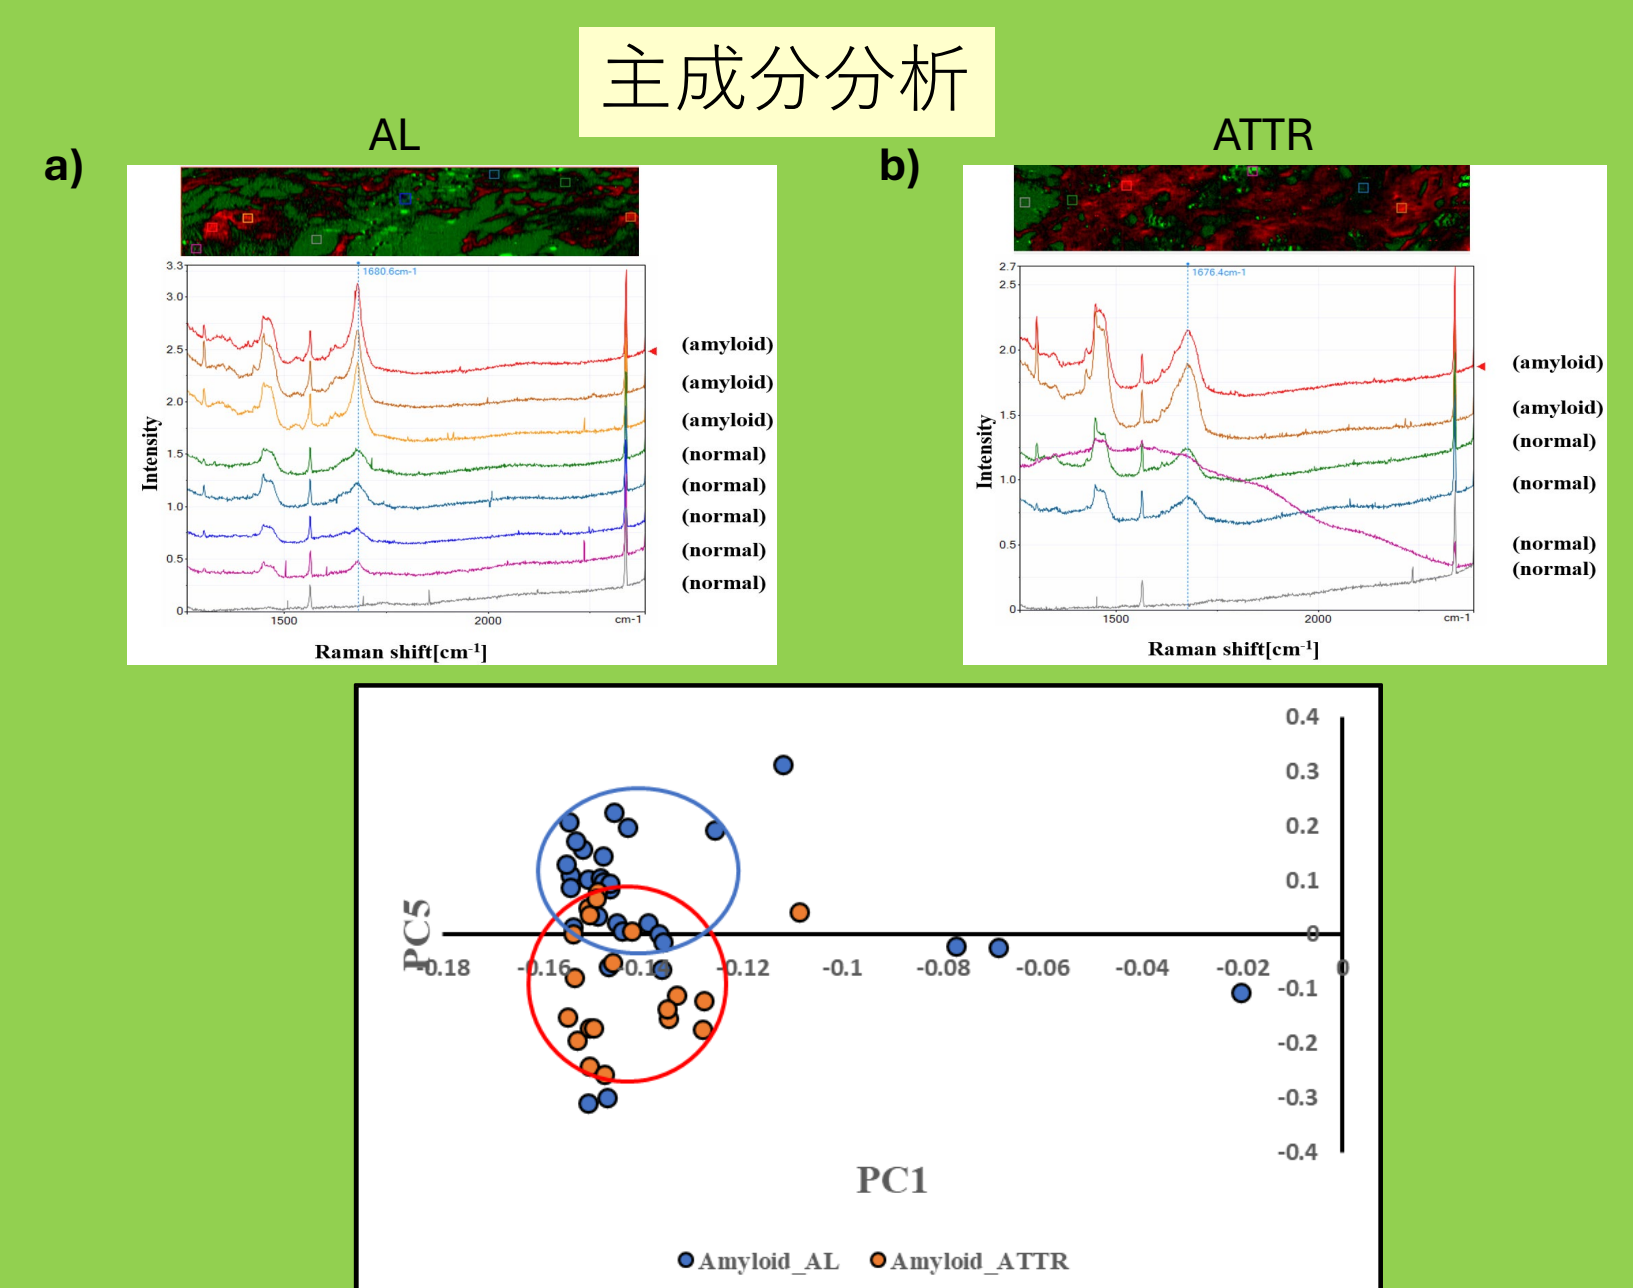 主成分分析
AL
ATTR
a)
b)
1680.6cm-1
3.3
3.0
2.5
2.0
1.5
1.0
0.5
0
Intensity
1500
2000
cm-1
Raman shift[cm-1]
(amyloid)
(amyloid)
(amyloid)
(normal)
(normal)
(normal)
(normal)
(normal)
1676.4cm-1
2.7
2.5
2.0
1.5
1.0
0.5
0
Intensity
1500
2000
cm-1
Raman shift[cm-1]
(amyloid)
(amyloid)
(normal)
(normal)
(normal)
(normal)
0.4
0.3
0.2
0.1
0
-0.1
-0.2
-0.3
-0.4
PC5
-0.18
-0.16
-0.14
-0.12
-0.1
-0.08
-0.06
-0.04
-0.02
0
PC1
Amyloid_AL
Amyloid_ATTR